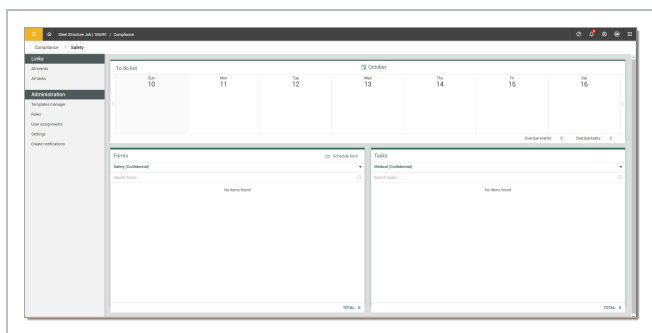 Steel Structure Job | 106090 / Compliance
Compliance > Safety
Links
All events
All tasks
Administration
Templates manager
Roles
User assignments
Settings
Create notifications
To do list
October
Sun Mon Tue Wed Thu Fri Sat
10 11 12 13 14 15 16
Overdue events: 0 Overdue tasks: 0
Forms
Schedule form
Safety (Confidential)
Search forms...
No items found
TOTAL: 0
Tasks
Medical (Confidential)
Search tasks...
No items found
TOTAL: 0